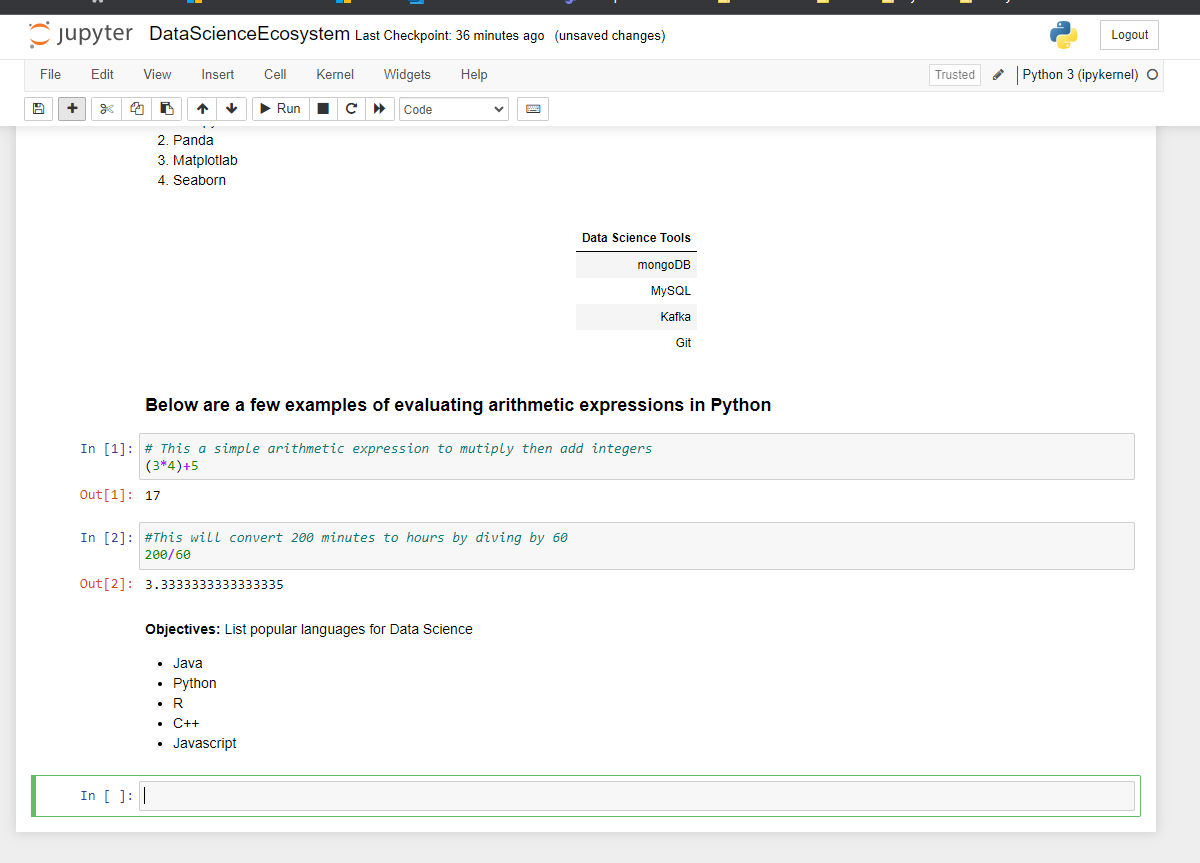 jupyter DataScienceEcosystem Last Checkpoint: 36 minutes ago (unsaved changes) Logout
File Edit View Insert Cell Kernel Widgets Help Trusted Python 3 (ipykernel)
Run Code
2. Panda
3. Matplotlab
4. Seaborn
Data Science Tools
mongoDB
MySQL
Kafka
Git
Below are a few examples of evaluating arithmetic expressions in Python
In [1]: # This a simple arithmetic expression to mutiply then add integers
(3*4)+5
Out[1]: 17
In [2]: #This will convert 200 minutes to hours by diving by 60
200/60
Out[2]: 3.3333333333333335
Objectives: List popular languages for Data Science
• Java
• Python
• R
• C++
• Javascript
In [ ]: